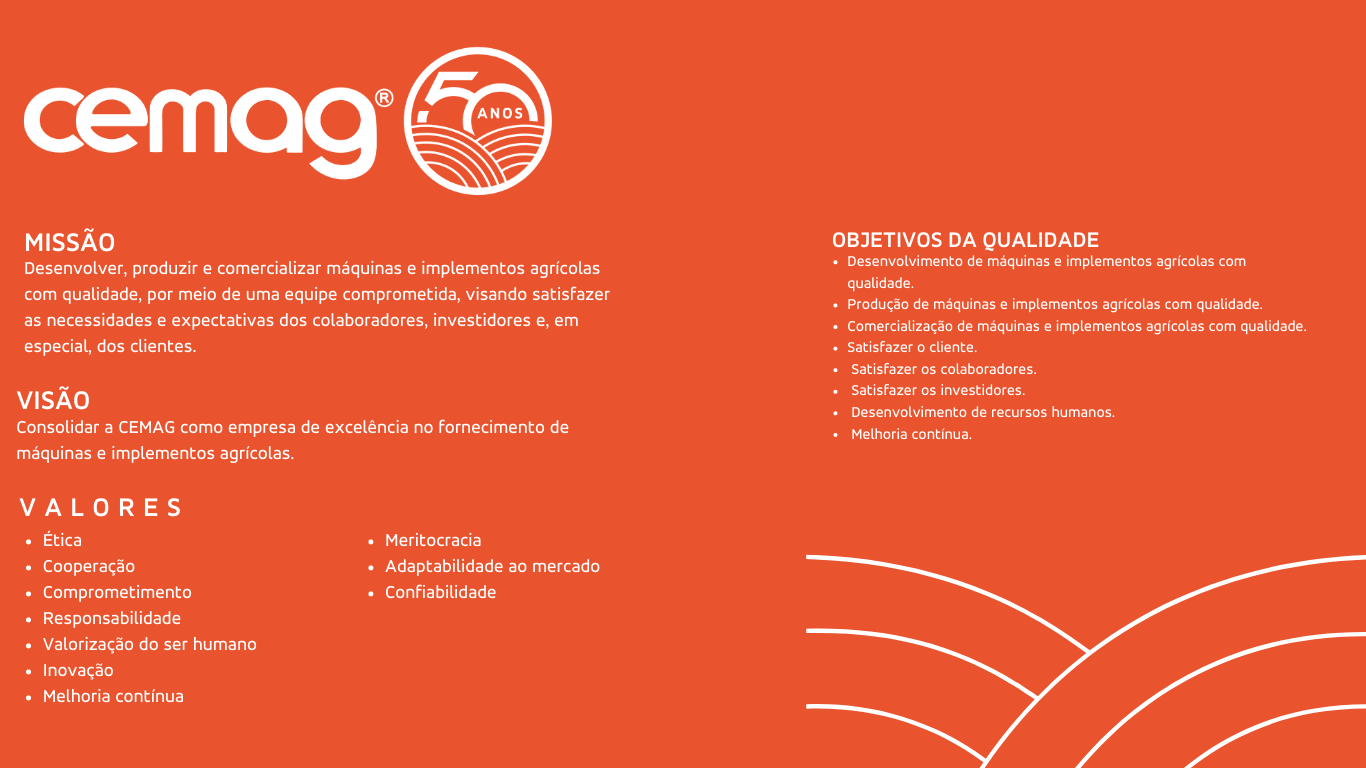 cemag®
50
ANOS
MISSÃO
Desenvolver, produzir e comercializar máquinas e implementos agrícolas
com qualidade, por meio de uma equipe comprometida, visando satisfazer
as necessidades e expectativas dos colaboradores, investidores e, em
especial, dos clientes.
VISÃO
Consolidar a CEMAG como empresa de excelência no fornecimento de
máquinas e implementos agrícolas.
VALORES
• Ética
• Cooperação
• Comprometimento
• Responsabilidade
• Valorização do ser humano
• Inovação
• Melhoria contínua
• Meritocracia
• Adaptabilidade ao mercado
• Confiabilidade
OBJETIVOS DA QUALIDADE
• Desenvolvimento de máquinas e implementos agrícolas com
qualidade.
• Produção de máquinas e implementos agrícolas com qualidade.
• Comercialização de máquinas e implementos agrícolas com qualidade.
• Satisfazer o cliente.
• Satisfazer os colaboradores.
• Satisfazer os investidores.
• Desenvolvimento de recursos humanos.
• Melhoria contínua.